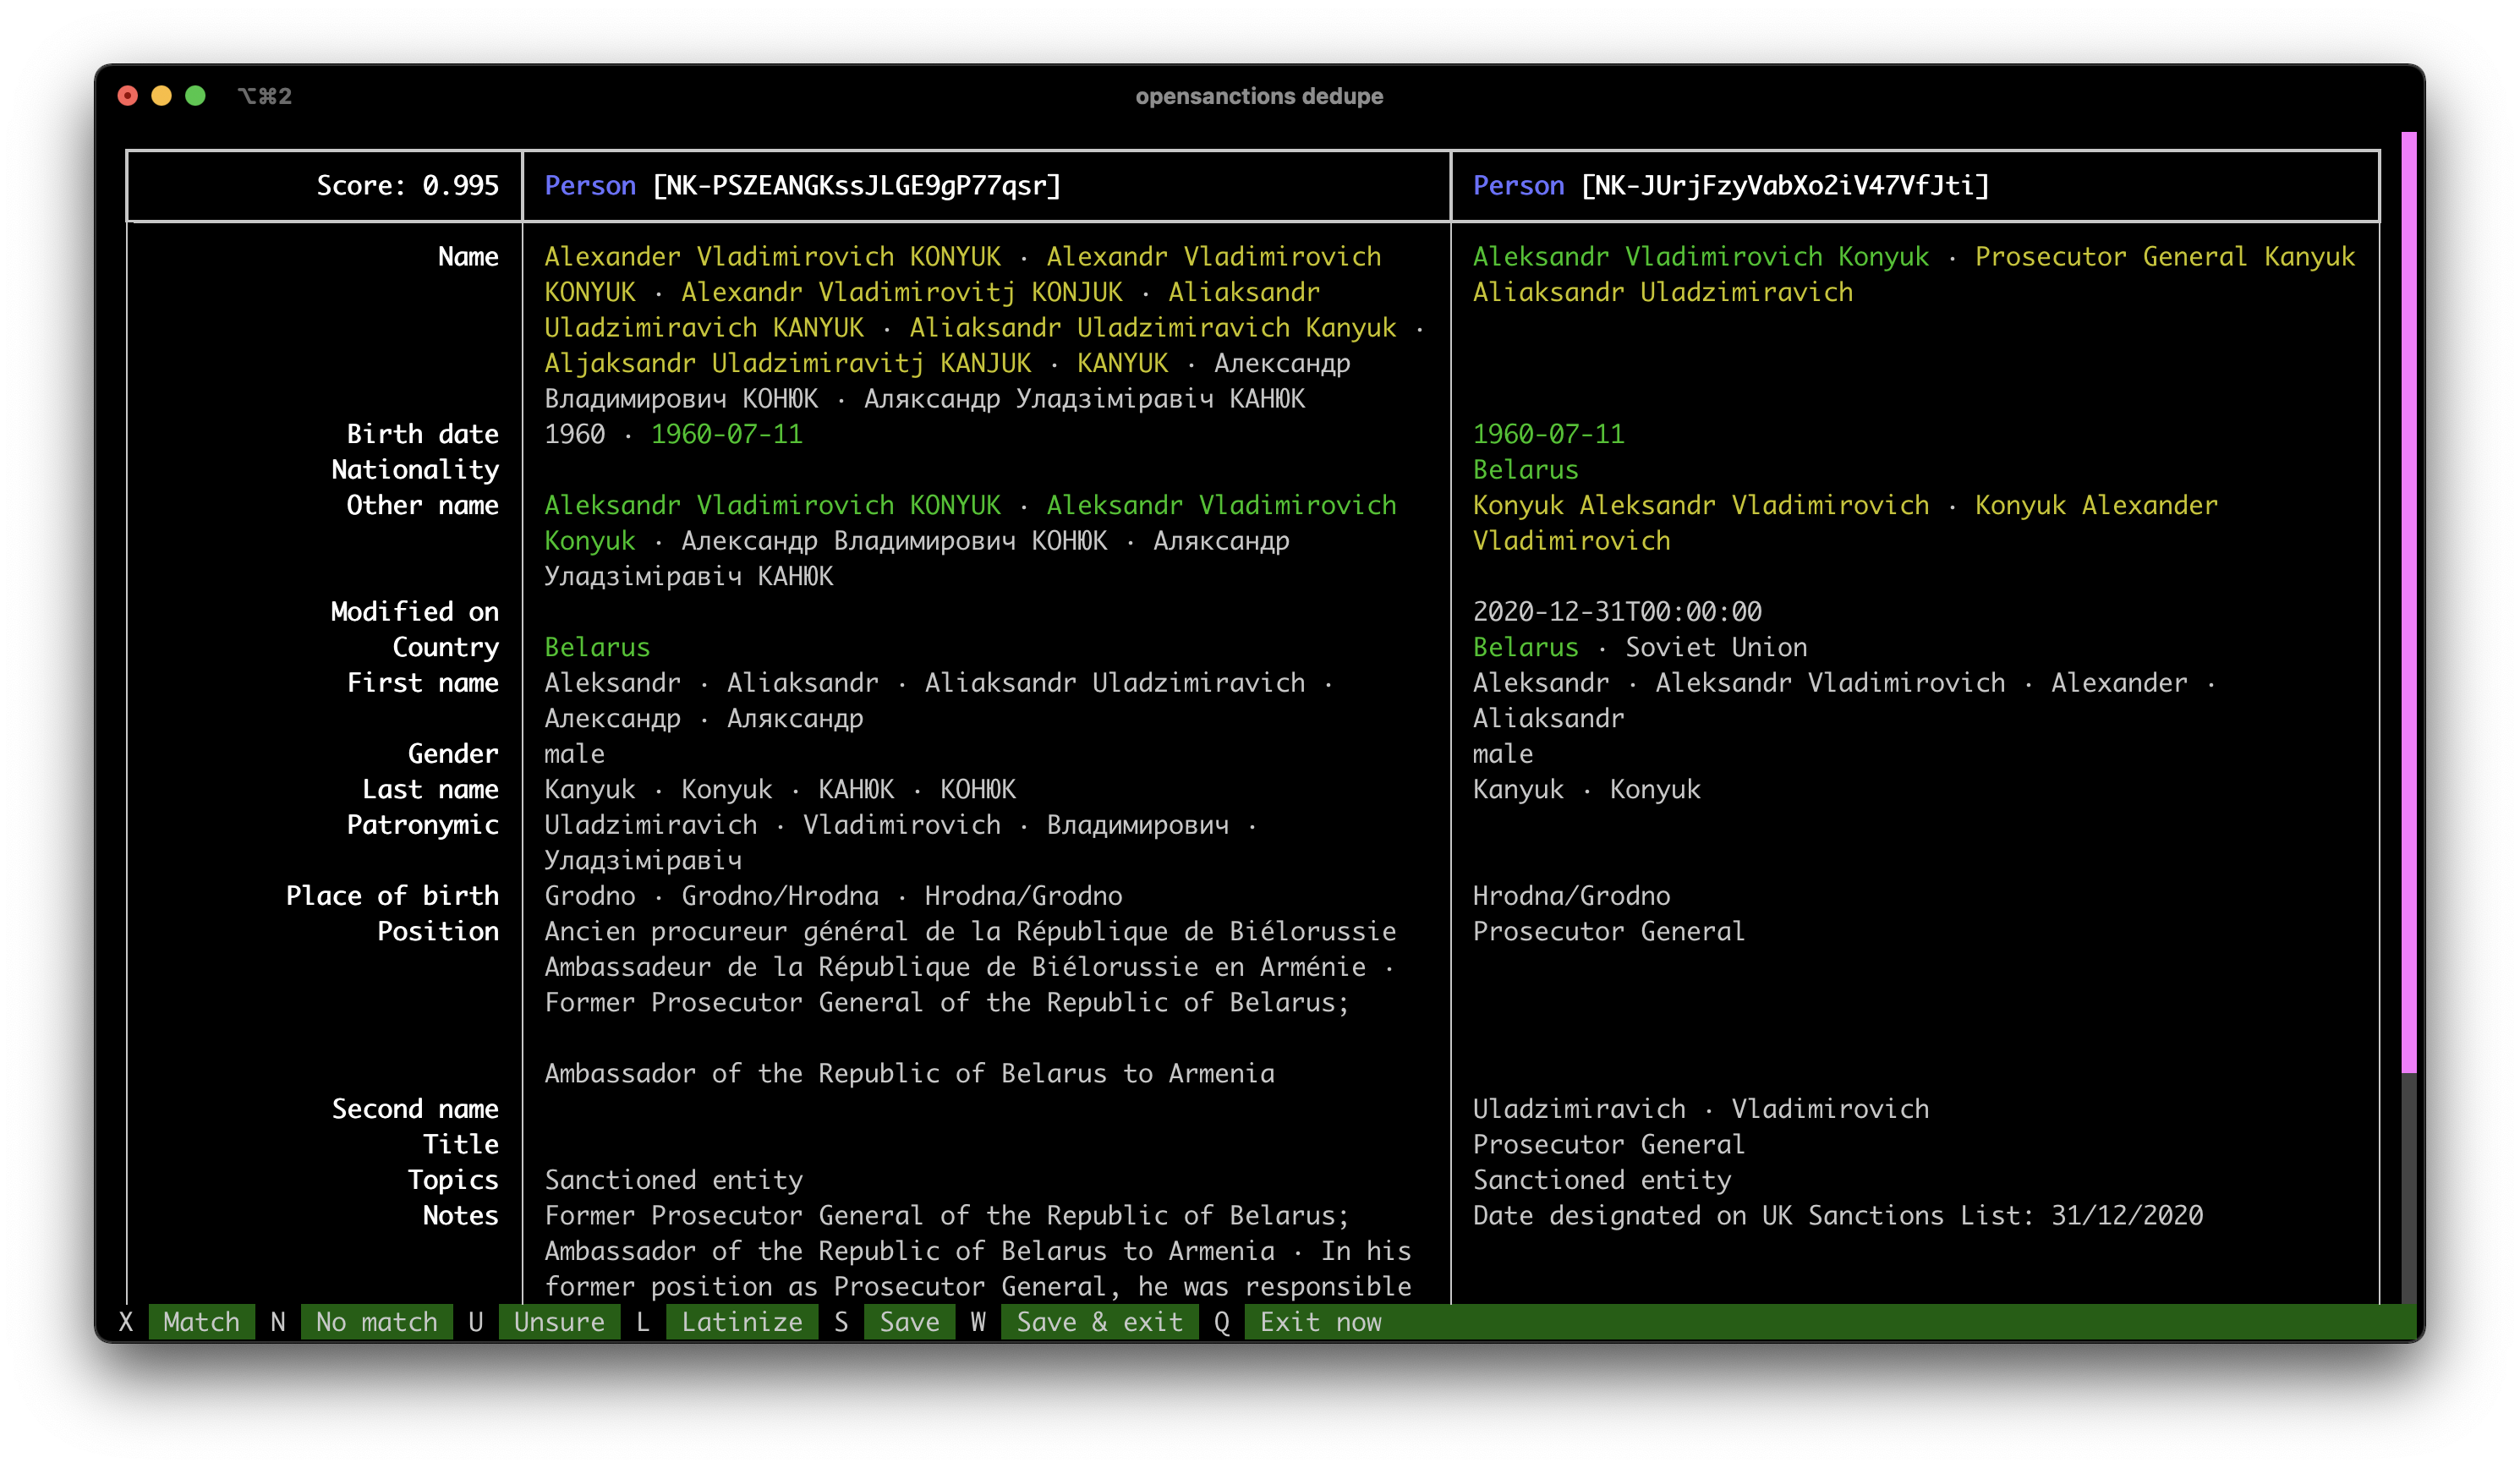 ⌥⌘2 opensanctions dedupe
Score: 0.995 Person [NK-PSZEANGKssJLGE9gP77qsr] Person [NK-JUrjFzyVabXo2iV47VfJti]
Name Alexander Vladimirovich KONYUK · Alexandr Vladimirovich Aleksandr Vladimirovich Konyuk · Prosecutor General Kanyuk
KONYUK · Alexandr Vladimirovitj KONJUK · Aliaksandr Aliaksandr Uladzimiravich
Uladzimiravich KANYUK · Aliaksandr Uladzimiravich Kanyuk ·
Aljaksandr Uladzimiravitj KANJUK · KANYUK · Александр
Владимирович КОНЮК · Аляксандр Уладзіміравіч КАНЮК
Birth date 1960 · 1960-07-11 1960-07-11
Nationality Belarus
Other name Aleksandr Vladimirovich KONYUK · Aleksandr Vladimirovich Konyuk Aleksandr Vladimirovich · Konyuk Alexander
Konyuk · Александр Владимирович КОНЮК · Аляксандр Vladimirovich
Уладзіміравіч КАНЮК
Modified on 2020-12-31T00:00:00
Country Belarus Belarus · Soviet Union
First name Aleksandr · Aliaksandr · Aliaksandr Uladzimiravich · Aleksandr · Aleksandr Vladimirovich · Alexander ·
Александр · Аляксандр Aliaksandr
Gender male male
Last name Kanyuk · Konyuk · КАНЮК · КОНЮК Kanyuk · Konyuk
Patronymic Uladzimiravich · Vladimirovich · Владимирович ·
Уладзіміравіч
Place of birth Grodno · Grodno/Hrodna · Hrodna/Grodno Hrodna/Grodno
Position Ancien procureur général de la République de Biélorussie Prosecutor General
Ambassadeur de la République de Biélorussie en Arménie ·
Former Prosecutor General of the Republic of Belarus;
Ambassador of the Republic of Belarus to Armenia
Second name Uladzimiravich · Vladimirovich
Title Prosecutor General
Topics Sanctioned entity Sanctioned entity
Notes Former Prosecutor General of the Republic of Belarus; Date designated on UK Sanctions List: 31/12/2020
Ambassador of the Republic of Belarus to Armenia · In his
former position as Prosecutor General, he was responsible
X Match N No match U Unsure L Latinize S Save W Save & exit Q Exit now